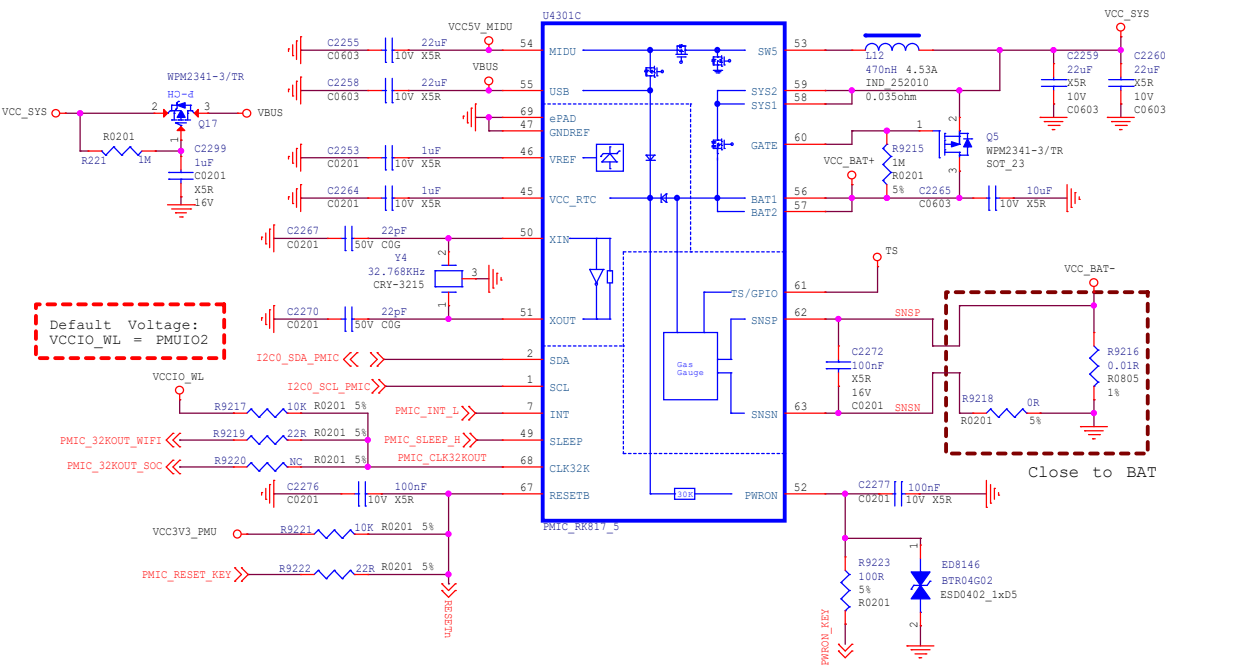 U4301C
VCC5V_MIDU
VCC_SYS
C2255 22uF 54 MIDU SW5 53
C0603 10V X5R
L12
470nH 4.53A
IND_252010
0.035ohm
C2259
22uF
X5R
10V
C0603
C2260
22uF
X5R
10V
C0603
WPM2341-3/TR
P-CH
VCC_SYS 2 3 VBUS
1
Q17
R0201
R221 1M
C2299
1uF
C0201
X5R
16V
VBUS
C2258 22uF 55 USB SYS2 59
C0603 10V X5R
SYS1 58
69 ePAD
47 GNDREF
GATE 60
1
2
3
Q5
WPM2341-3/TR
SOT_23
R9215
1M
R0201
5%
C2253 1uF 46 VREF
C0201 10V X5R
VCC_BAT+
C2264 1uF 45 VCC_RTC BAT1 56
C0201 10V X5R
BAT2 57
C2265 10uF
C0603 10V X5R
C2267 22pF 50 XIN
C0201 50V C0G
2
Y4
32.768KHz
CRY-3215
3
1
TS
TS/GPIO 61
VCC_BAT-
C2270 22pF 51 XOUT
C0201 50V C0G
SNSP 62 SNSP
Default Voltage:
VCCIO_WL = PMUIO2
I2C0_SDA_PMIC 2 SDA
Gas
Gauge
C2272
100nF
X5R
16V
C0201
R9216
0.01R
R0805
1%
VCCIO_WL
I2C0_SCL_PMIC 1 SCL
R9217 10K R0201 5%
PMIC_INT_L 7 INT
SNSN 63 SNSN
R9218 0R
R0201 5%
PMIC_32KOUT_WIFI R9219 22R R0201 5%
PMIC_SLEEP_H 49 SLEEP
PMIC_32KOUT_SOC R9220 NC R0201 5%
PMIC_CLK32KOUT 68 CLK32K
Close to BAT
C2276 100nF 67 RESETB
C0201 10V X5R
30K PWRON 52
C2277 100nF
C0201 10V X5R
PMIC_RK817_5
VCC3V3_PMU R9221 10K R0201 5%
PMIC_RESET_KEY R9222 22R R0201 5%
RESETn
R9223
100R
5%
R0201
PWRON_KEY
1
2
ED8146
BTR04G02
ESD0402_1xD5